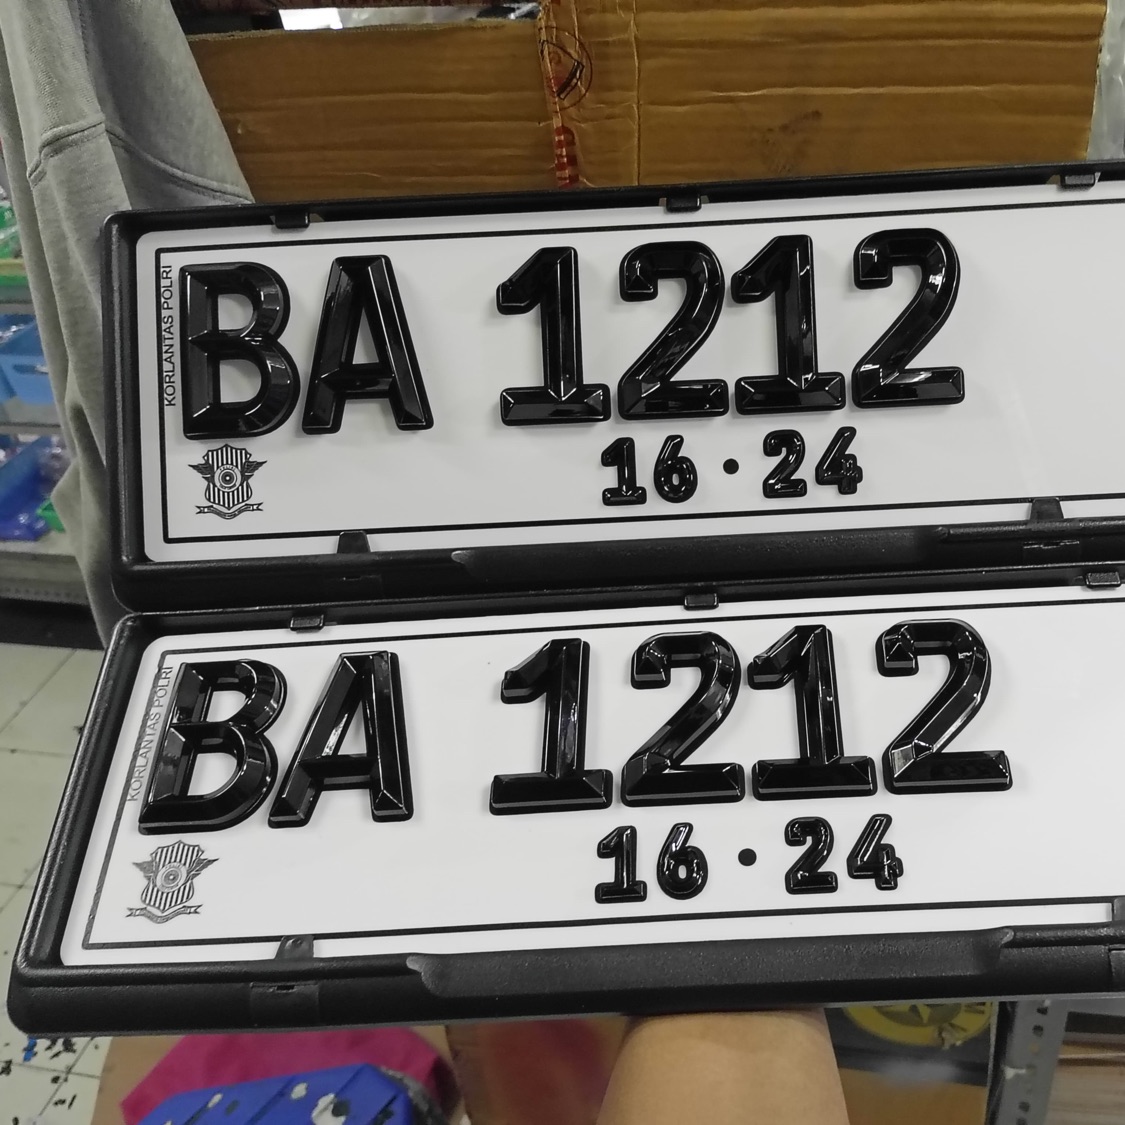 KORLANTAS POLRI
BA 1212
16 · 24
KORLANTAS POLRI
BA 1212
16 · 24